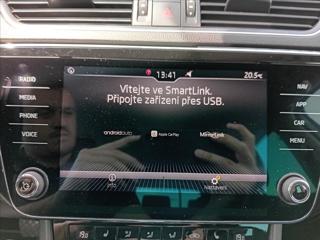 13:41
20.5°C
RADIO
MEDIA
PHONE
VOICE
Vítejte ve SmartLink.
Připojte zařízení přes USB.
androidauto
Apple CarPlay
MirrorLink
Info
Nastavení
NAV
APP
CAR
MENU